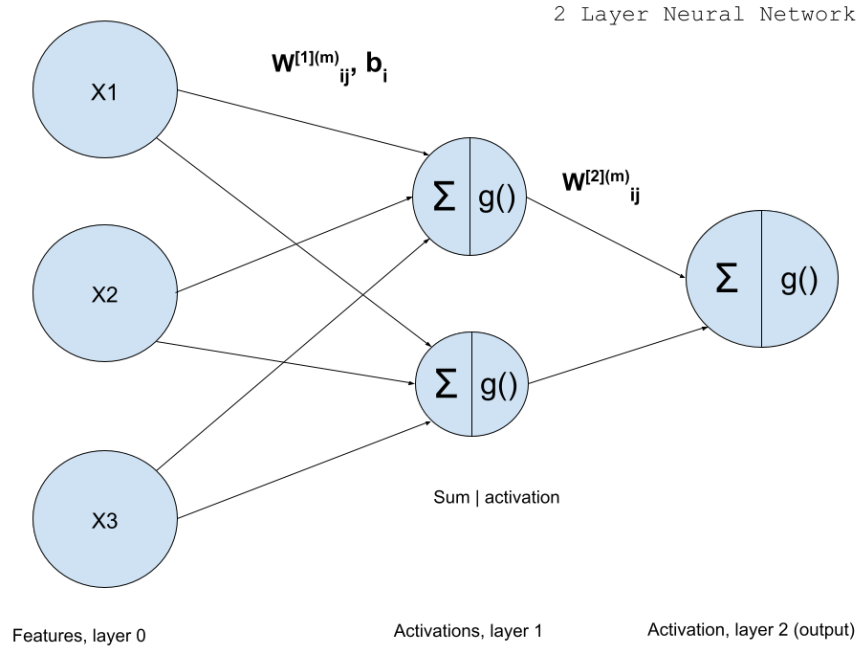 2 Layer Neural Network
X1
W[1](m)ij, bi
Σ g()
W[2](m)ij
X2
Σ g()
Σ g()
Sum | activation
X3
Features, layer 0
Activations, layer 1
Activation, layer 2 (output)